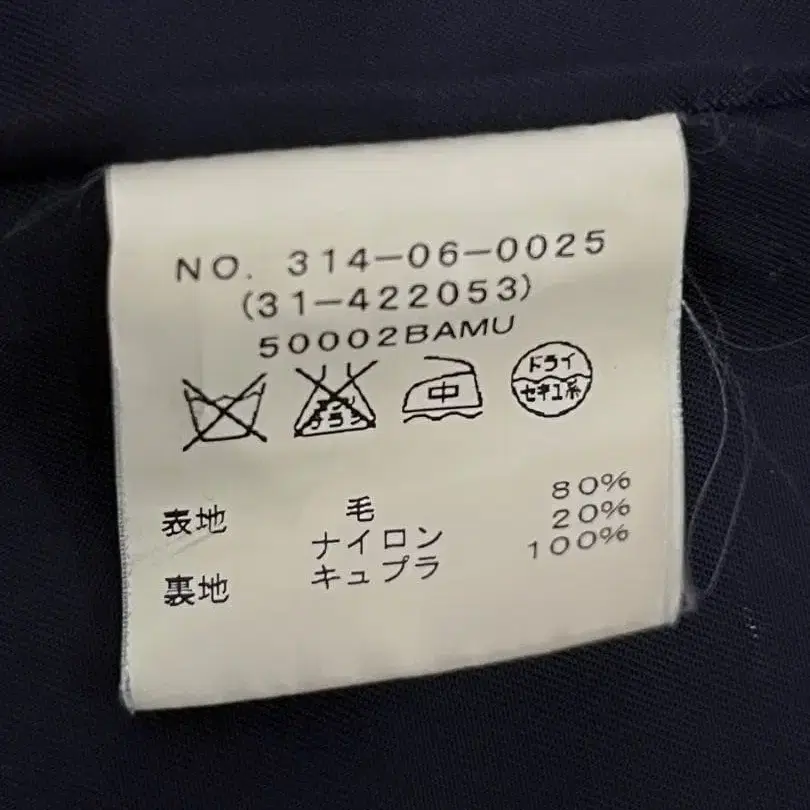 NO. 314-06-0025
(31-422053)
50002BAMU
中
ドライ
セキユ系
表地 毛 80%
ナイロン 20%
裏地 キュプラ 100%